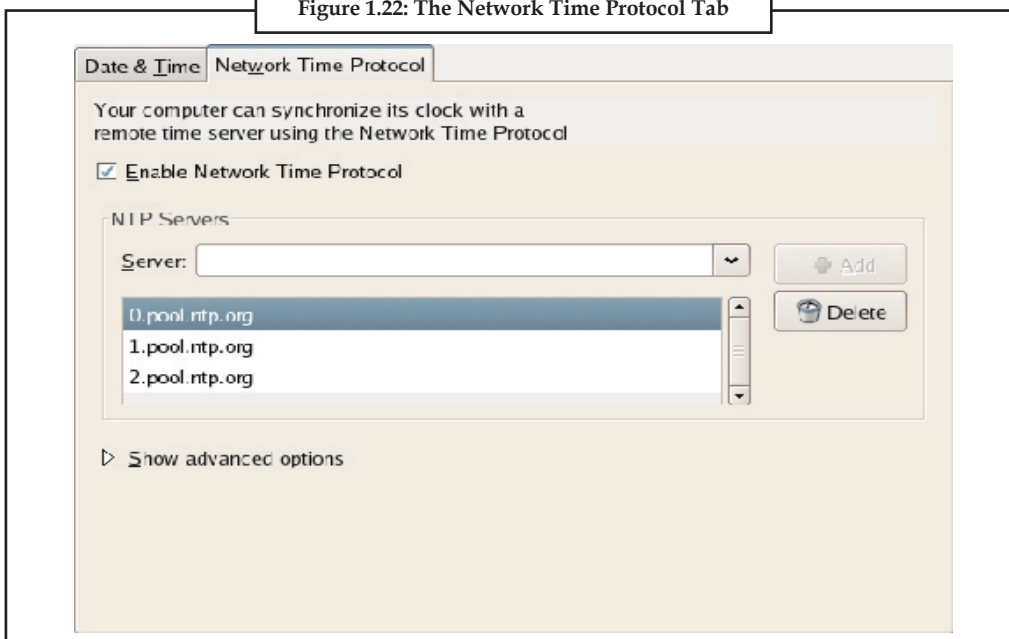 Figure 1.22: The Network Time Protocol Tab
Date & Time Network Time Protocol
Your computer can synchronize its clock with a
remote time server using the Network Time Protocol
Enable Network Time Protocol
NTP Servers
Server:
Add
0.pool.ntp.org
Delete
1.pool.ntp.org
2.pool.ntp.org
Show advanced options